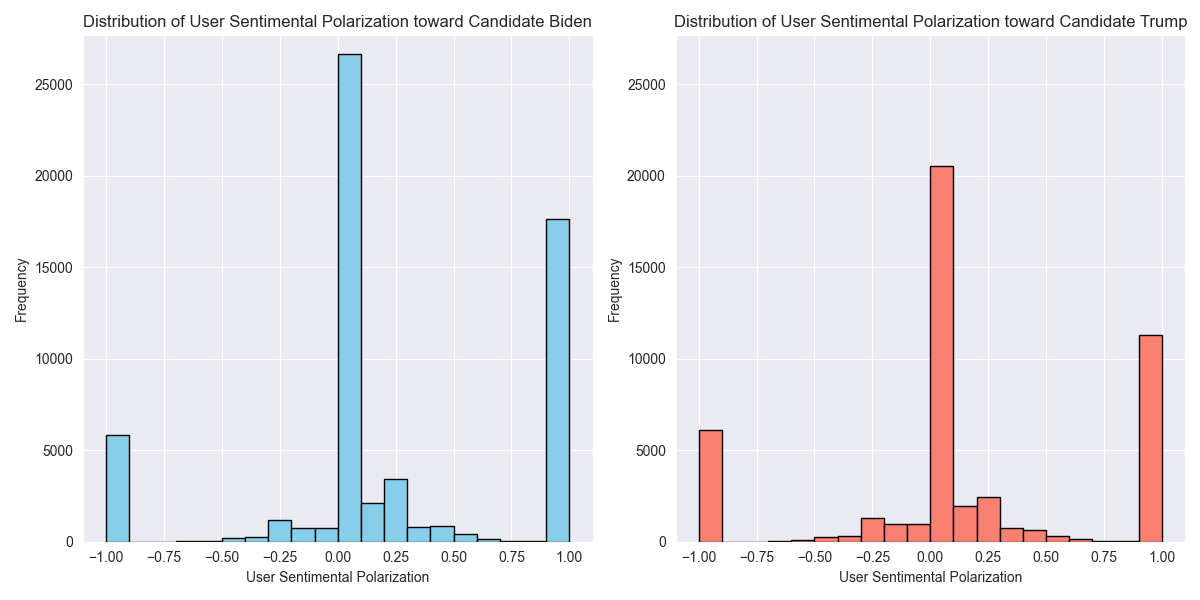 Distribution of User Sentimental Polarization toward Candidate Biden
25000
20000
15000
10000
5000
0
Frequency
−1.00 −0.75 −0.50 −0.25 0.00 0.25 0.50 0.75 1.00
User Sentimental Polarization
Distribution of User Sentimental Polarization toward Candidate Trump
25000
20000
15000
10000
5000
0
Frequency
−1.00 −0.75 −0.50 −0.25 0.00 0.25 0.50 0.75 1.00
User Sentimental Polarization